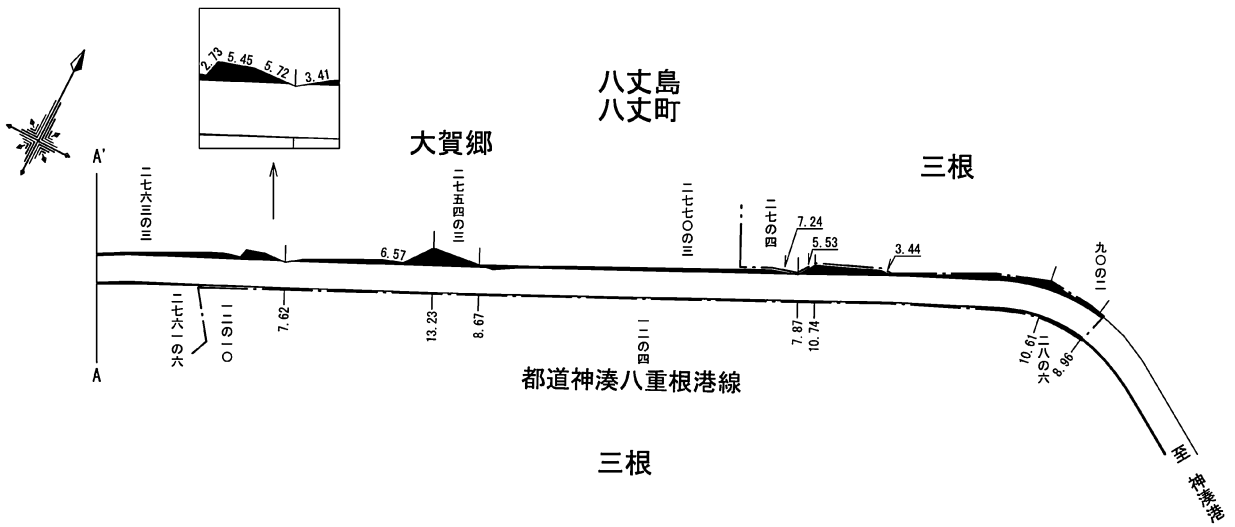 2.73
5.45
5.72
3.41
八丈島
八丈町
大賀郷
三根
A'
二七六三の三
二七五四の三
二七七〇の三
二七の四
7.24
5.53
3.44
九〇の二
6.57
二七六一の六
一二の一〇
7.62
13.23
8.67
一二の四
7.87
10.74
10.61
二八の六
8.96
A
都道神湊八重根港線
三根
至 神湊港